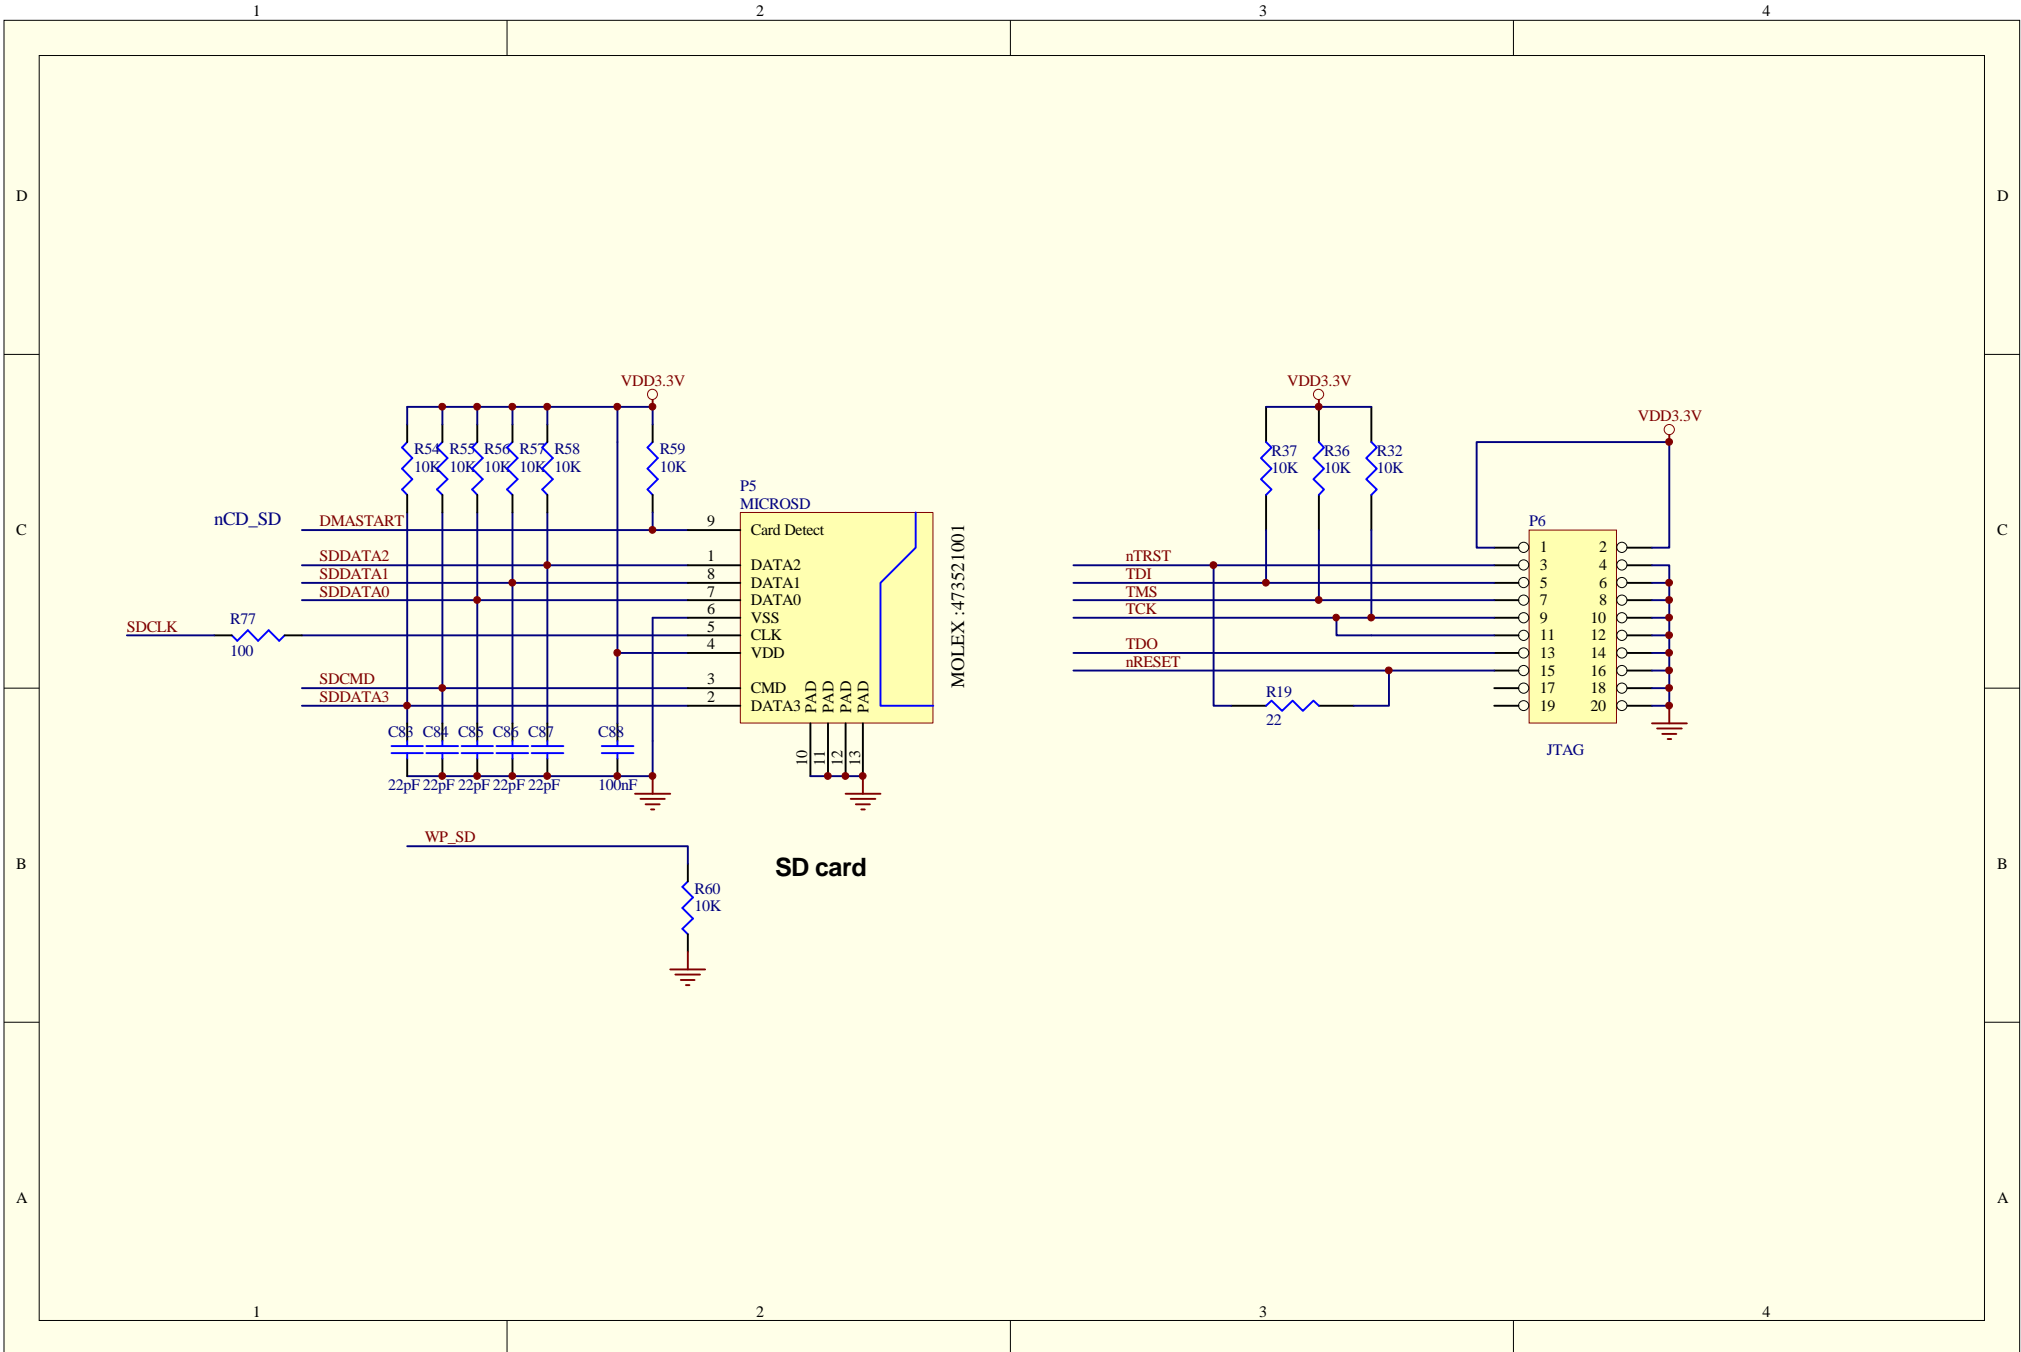 1 2 3 4
D D
VDD3.3V VDD3.3V
VDD3.3V
R54 R55 R56 R57 R58 R59
10K 10K 10K 10K 10K 10K
R37 R36 R32
10K 10K 10K
P5
MICROSD
nCD_SD
C C
DMASTART 9 Card Detect
SDDATA2 1 DATA2
SDDATA1 8 DATA1
SDDATA0 7 DATA0
6 VSS
SDCLK R77 5 CLK
100
4 VDD
SDCMD 3 CMD
SDDATA3 2 DATA3
PAD PAD PAD PAD
10 11 12 13
MOLEX :473521001
P6
1 2
nTRST 3 4
TDI 5 6
TMS 7 8
TCK 9 10
11 12
TDO 13 14
nRESET 15 16
17 18
19 20
R19
22
JTAG
C83 C84 C85 C86 C87 C88
22pF 22pF 22pF 22pF 22pF 100nF
WP_SD
SD card
B B
R60
10K
A A
1 2 3 4